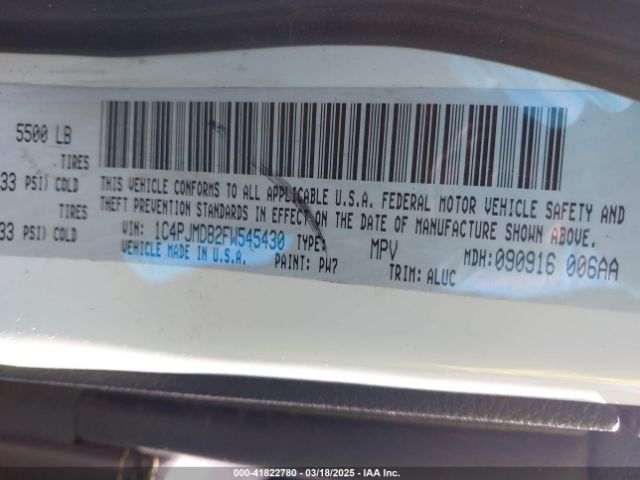 5500 LB
TIRES
33 PSI) COLD
TIRES
33 PSI) COLD
THIS VEHICLE CONFORMS TO ALL APPLICABLE U.S.A. FEDERAL MOTOR VEHICLE SAFETY AND
THEFT PREVENTION STANDARDS IN EFFECT ON THE DATE OF MANUFACTURE SHOWN ABOVE.
VIN: 1C4PJMDB2FW545430 TYPE: MPV MDH: 090916 006AA
VEHICLE MADE IN U.S.A. PAINT: PW7 TRIM: ALUC
000-41822780 - 03/18/2025 - IAA Inc.